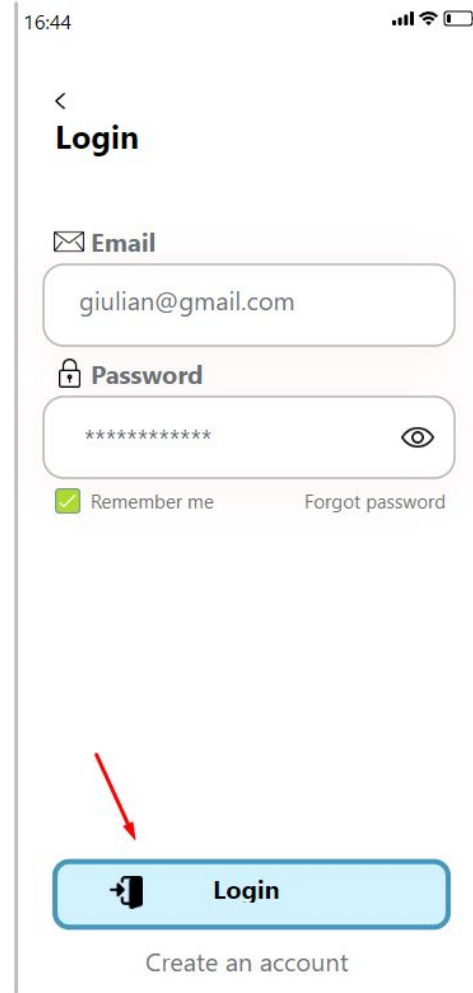 16:44
<
Login
Email
giulian@gmail.com
Password
************
Remember me Forgot password
Login
Create an account